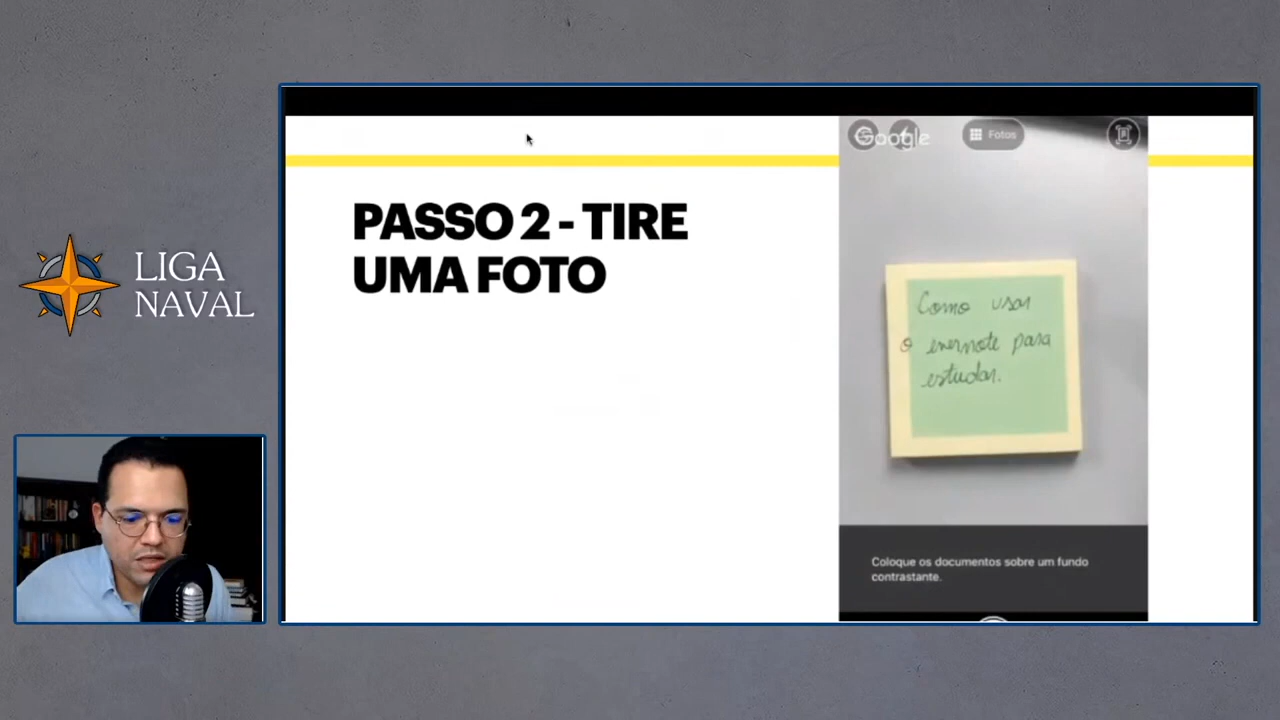 LIGA
NAVAL
PASSO 2 - TIRE
UMA FOTO
Google
Fotos
Como usar
o evernote para
estudar.
Coloque os documentos sobre um fundo
contrastante.